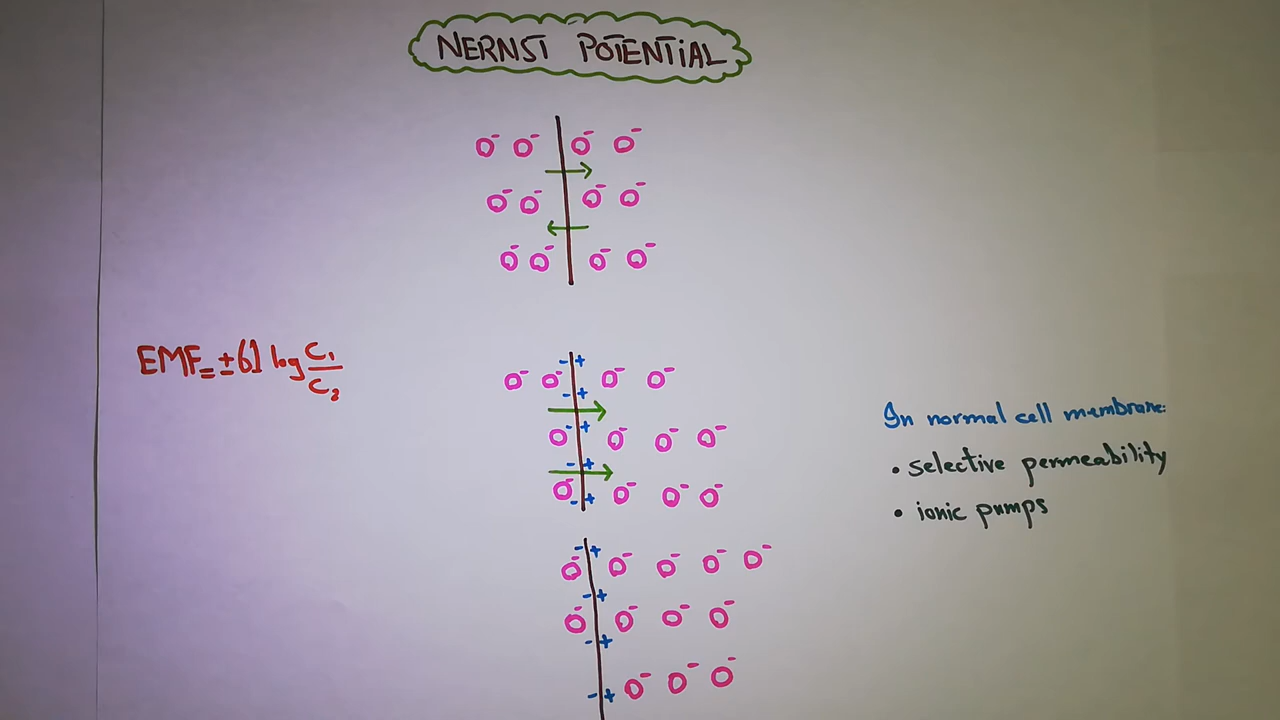 NERNST POTENTIAL
EMF = ±61 log C₁/C₂
In normal cell membrane:
• selective permeability
• ionic pumps